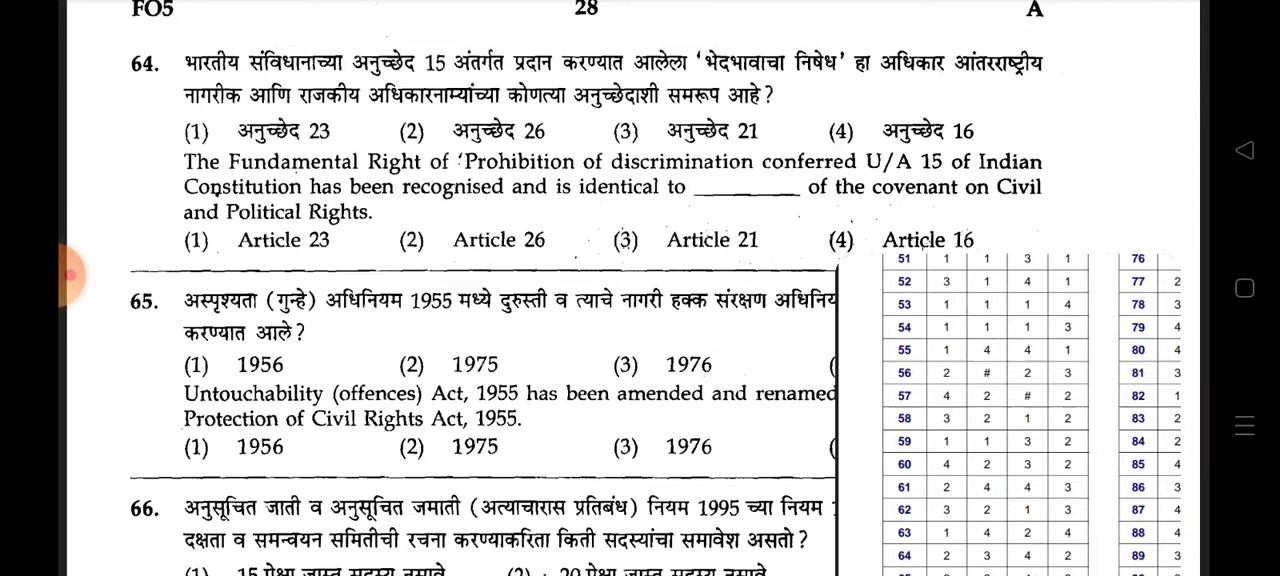 FO5 28 A
64. भारतीय संविधानाच्या अनुच्छेद 15 अंतर्गत प्रदान करण्यात आलेला ‘भेदभावाचा निषेध’ हा अधिकार आंतरराष्ट्रीय
नागरीक आणि राजकीय अधिकारनाम्यांच्या कोणत्या अनुच्छेदाशी समरूप आहे ?
(1) अनुच्छेद 23 (2) अनुच्छेद 26 (3) अनुच्छेद 21 (4) अनुच्छेद 16
The Fundamental Right of ‘Prohibition of discrimination conferred U/A 15 of Indian
Constitution has been recognised and is identical to ________ of the covenant on Civil
and Political Rights.
(1) Article 23 (2) Article 26 (3) Article 21 (4) Article 16
51 1 1 3 1 76
52 3 1 4 1 77 2
53 1 1 1 4 78 3
54 1 1 1 3 79 4
55 1 4 4 1 80 4
56 2 # 2 3 81 3
57 4 2 # 2 82 1
58 3 2 1 2 83 2
59 1 1 3 2 84 2
60 4 2 3 2 85 4
61 2 4 4 3 86 3
62 3 2 1 3 87 4
63 1 4 2 4 88 4
64 2 3 4 2 89 3
65. अस्पृश्यता (गुन्हे) अधिनियम 1955 मध्ये दुरुस्ती व त्याचे नागरी हक्क संरक्षण
करण्यात आले ?
(1) 1956 (2) 1975 (3) 1976
Untouchability (offences) Act, 1955 has been amended and renamed
Protection of Civil Rights Act, 1955.
(1) 1956 (2) 1975 (3) 1976
66. अनुसूचित जाती व अनुसूचित जमाती (अत्याचारास प्रतिबंध) नियम 1995 च्या नियम
दक्षता व समन्वयन समितीची रचना करण्याकरिता किती सदस्यांचा समावेश असतो ?
(1) 15 पेक्षा जास्त सदस्य नसावे (2) 20 पेक्षा जास्त सदस्य नसावे